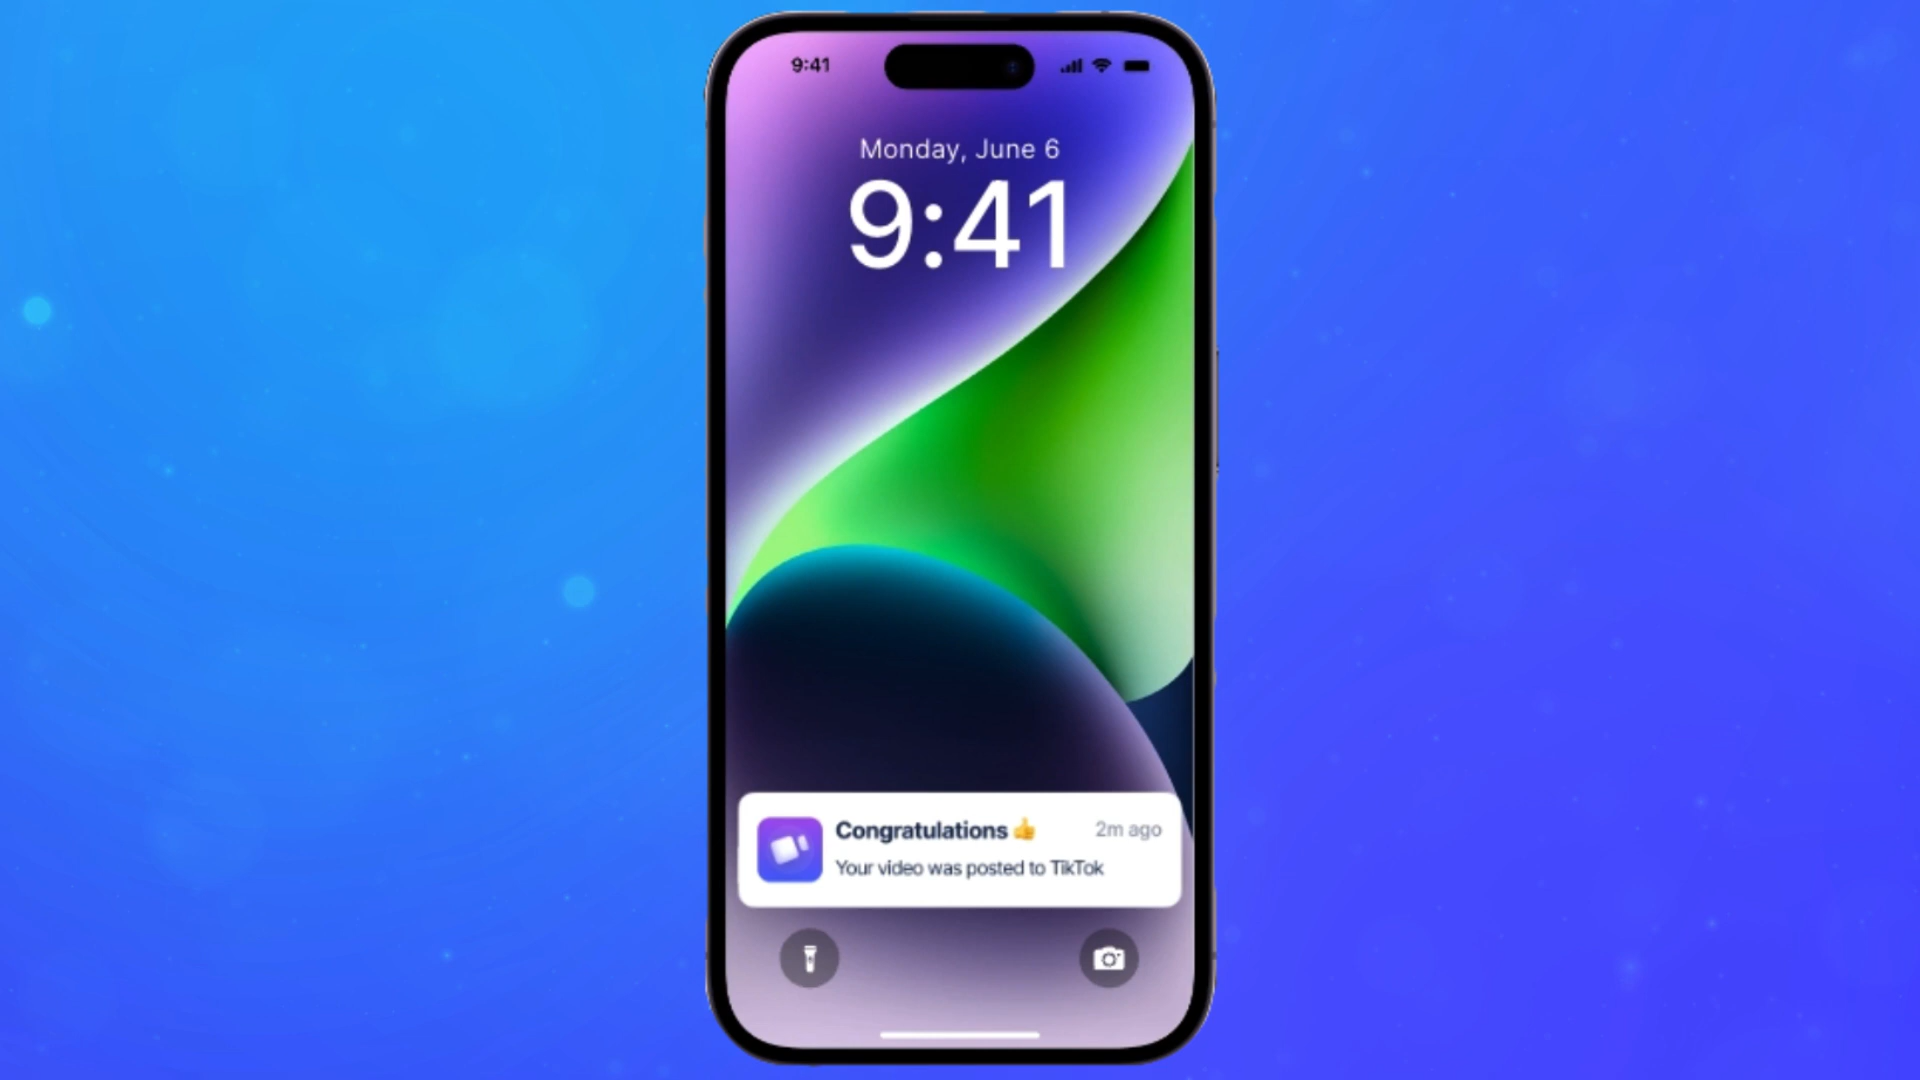 9:41
Monday, June 6
9:41
Congratulations 👍 2m ago
Your video was posted to TikTok